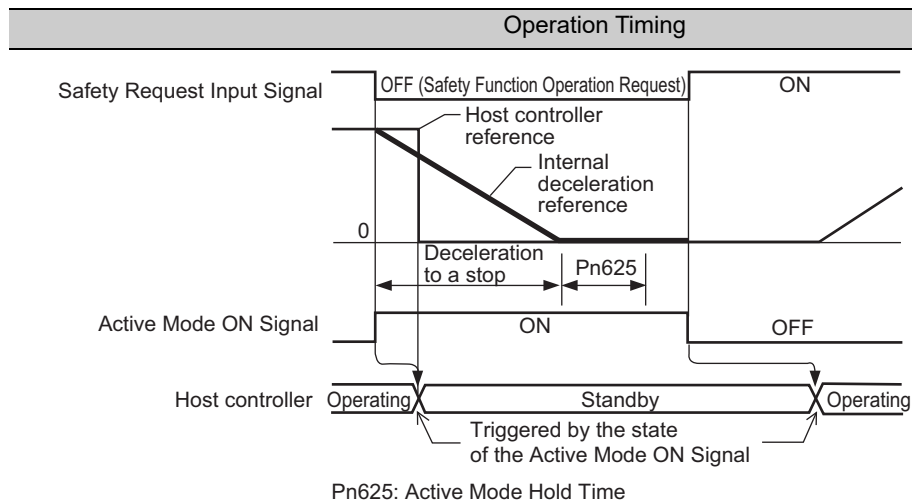 Operation Timing
Safety Request Input Signal
OFF (Safety Function Operation Request)
ON
Host controller
reference
Internal
deceleration
reference
0
Deceleration
to a stop
Pn625
Active Mode ON Signal
ON
OFF
Host controller
Operating
Standby
Operating
Triggered by the state
of the Active Mode ON Signal
Pn625: Active Mode Hold Time